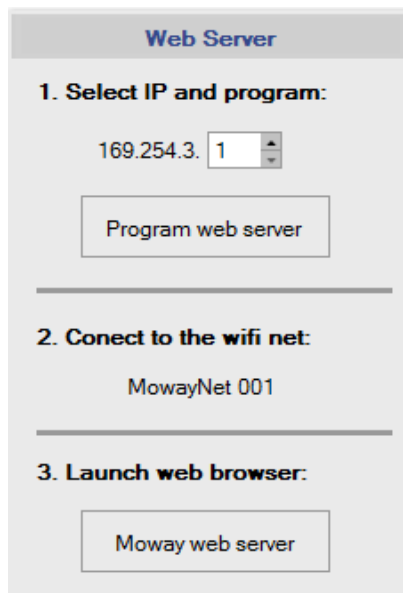 Web Server
1. Select IP and program:
169.254.3. 1
Program web server
2. Conect to the wifi net:
MowayNet 001
3. Launch web browser:
Moway web server